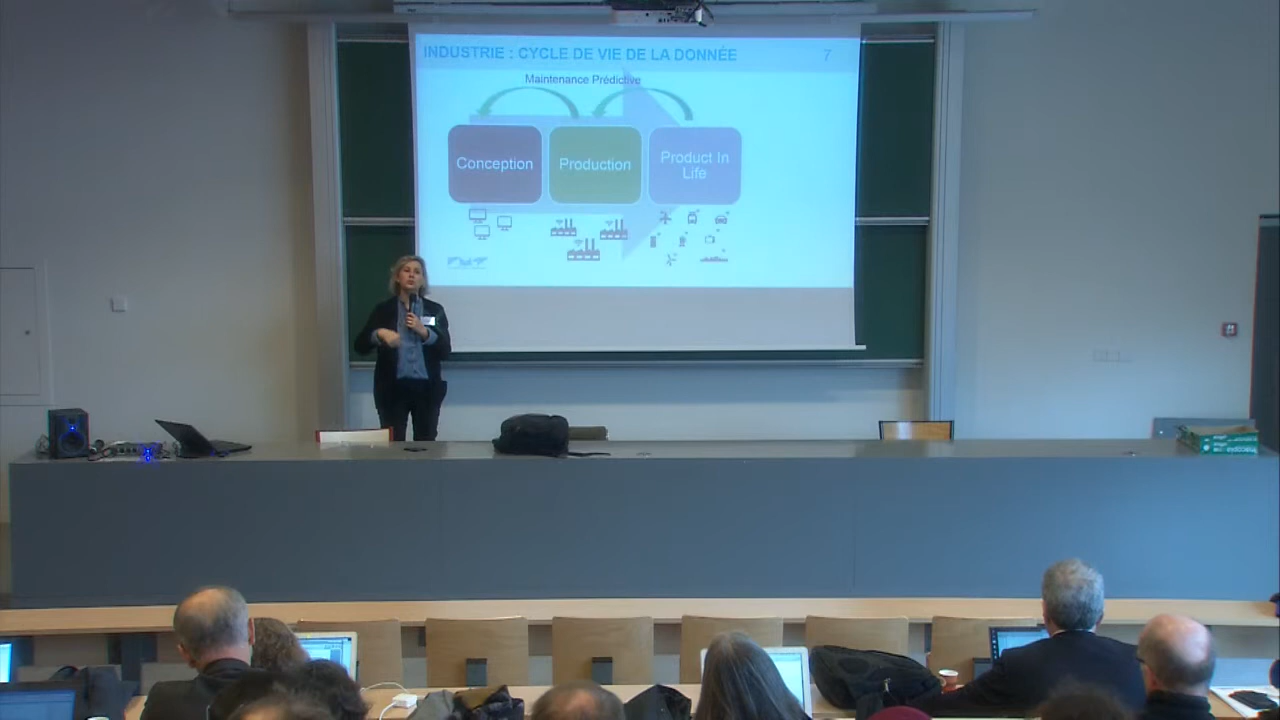 INDUSTRIE : CYCLE DE VIE DE LA DONNÉE 7
Maintenance Prédictive
Conception
Production
Product In
Life